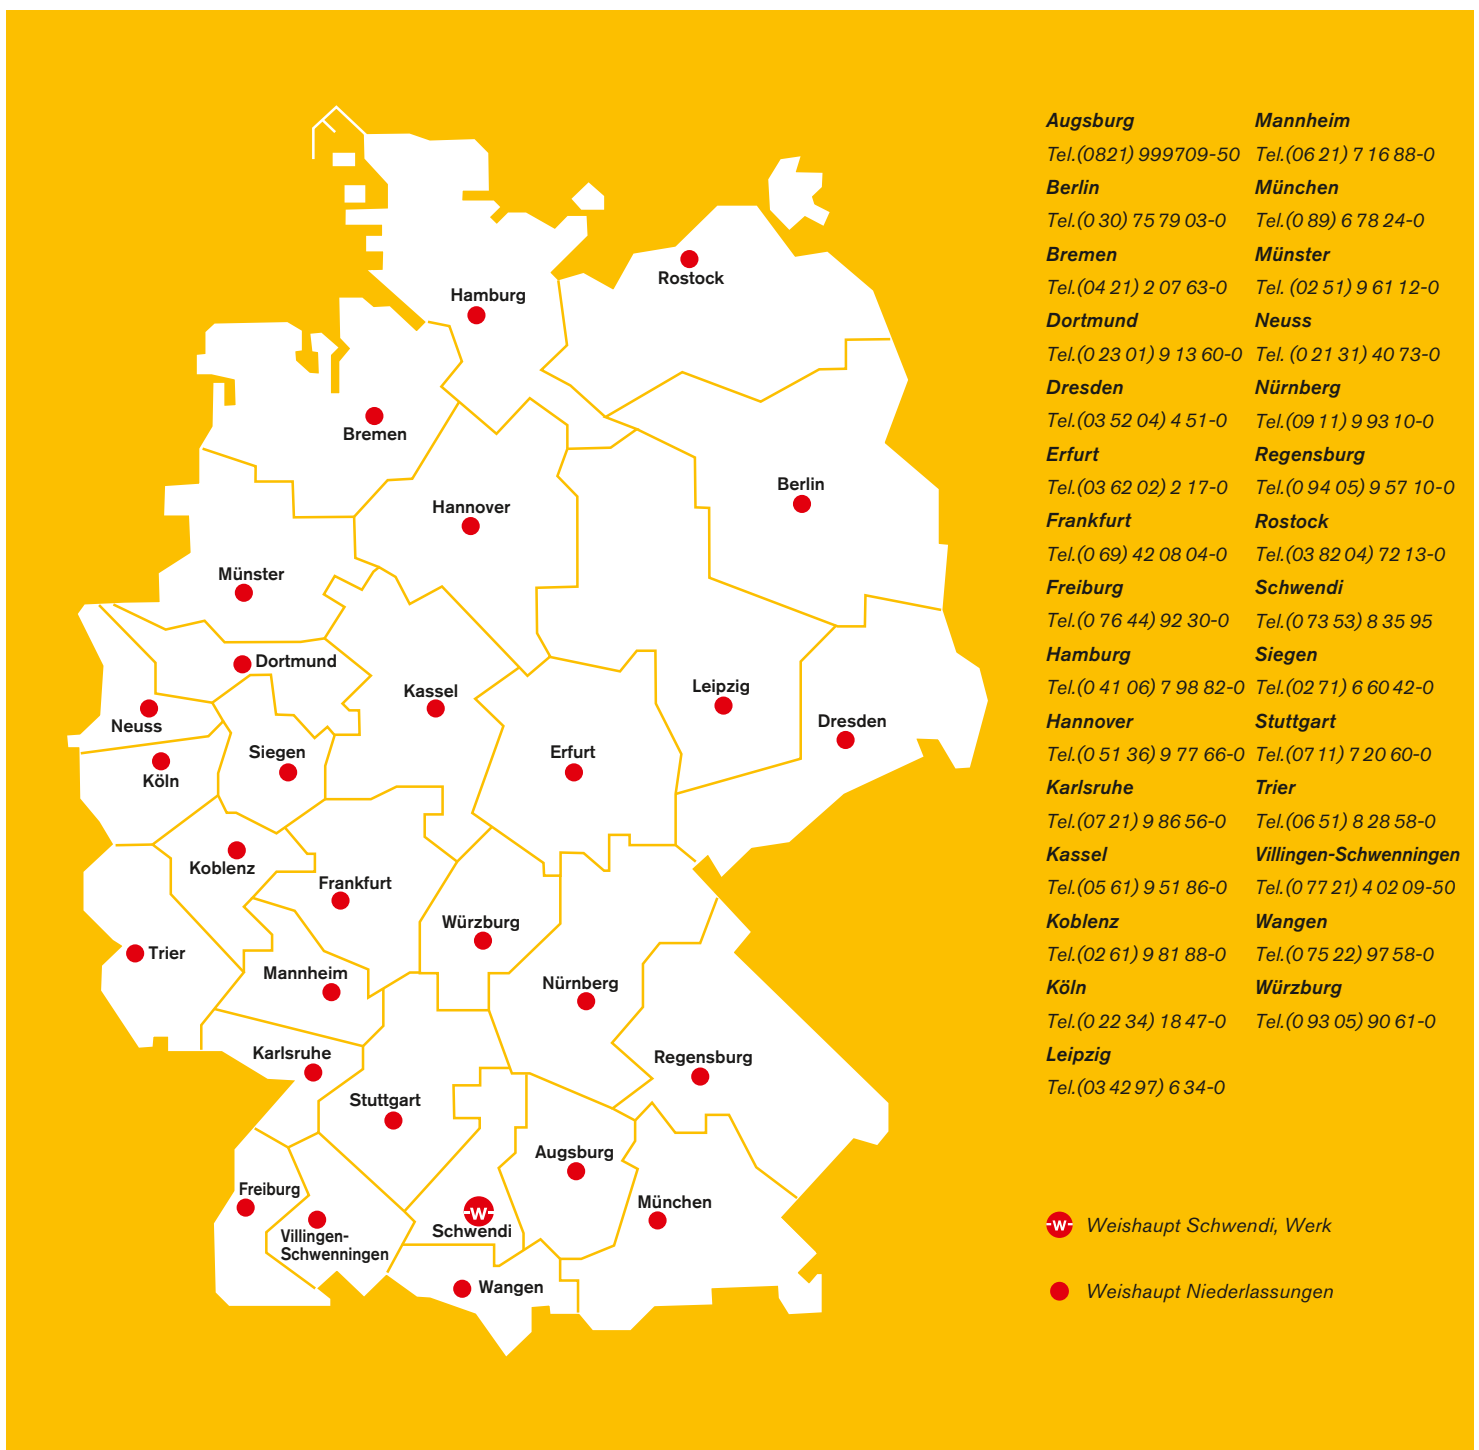 Hamburg
Rostock
Bremen
Berlin
Hannover
Münster
Dortmund
Kassel
Leipzig
Neuss
Dresden
Siegen
Erfurt
Köln
Koblenz
Frankfurt
Würzburg
Trier
Mannheim
Nürnberg
Karlsruhe
Regensburg
Stuttgart
Augsburg
Freiburg
München
-W-
Schwendi
Villingen-
Schwenningen
Wangen
Augsburg
Tel.(0821) 999709-50
Berlin
Tel.(0 30) 75 79 03-0
Bremen
Tel.(04 21) 2 07 63-0
Dortmund
Tel.(0 23 01) 9 13 60-0
Dresden
Tel.(03 52 04) 4 51-0
Erfurt
Tel.(03 62 02) 2 17-0
Frankfurt
Tel.(0 69) 42 08 04-0
Freiburg
Tel.(0 76 44) 92 30-0
Hamburg
Tel.(0 41 06) 7 98 82-0
Hannover
Tel.(0 51 36) 9 77 66-0
Karlsruhe
Tel.(07 21) 9 86 56-0
Kassel
Tel.(05 61) 9 51 86-0
Koblenz
Tel.(02 61) 9 81 88-0
Köln
Tel.(0 22 34) 18 47-0
Leipzig
Tel.(03 42 97) 6 34-0
Mannheim
Tel.(06 21) 7 16 88-0
München
Tel.(0 89) 6 78 24-0
Münster
Tel. (02 51) 9 61 12-0
Neuss
Tel. (0 21 31) 40 73-0
Nürnberg
Tel.(09 11) 9 93 10-0
Regensburg
Tel.(0 94 05) 9 57 10-0
Rostock
Tel.(03 82 04) 72 13-0
Schwendi
Tel.(0 73 53) 8 35 95
Siegen
Tel.(02 71) 6 60 42-0
Stuttgart
Tel.(07 11) 7 20 60-0
Trier
Tel.(06 51) 8 28 58-0
Villingen-Schwenningen
Tel.(0 77 21) 4 02 09-50
Wangen
Tel.(0 75 22) 97 58-0
Würzburg
Tel.(0 93 05) 90 61-0
-W- Weishaupt Schwendi, Werk
Weishaupt Niederlassungen